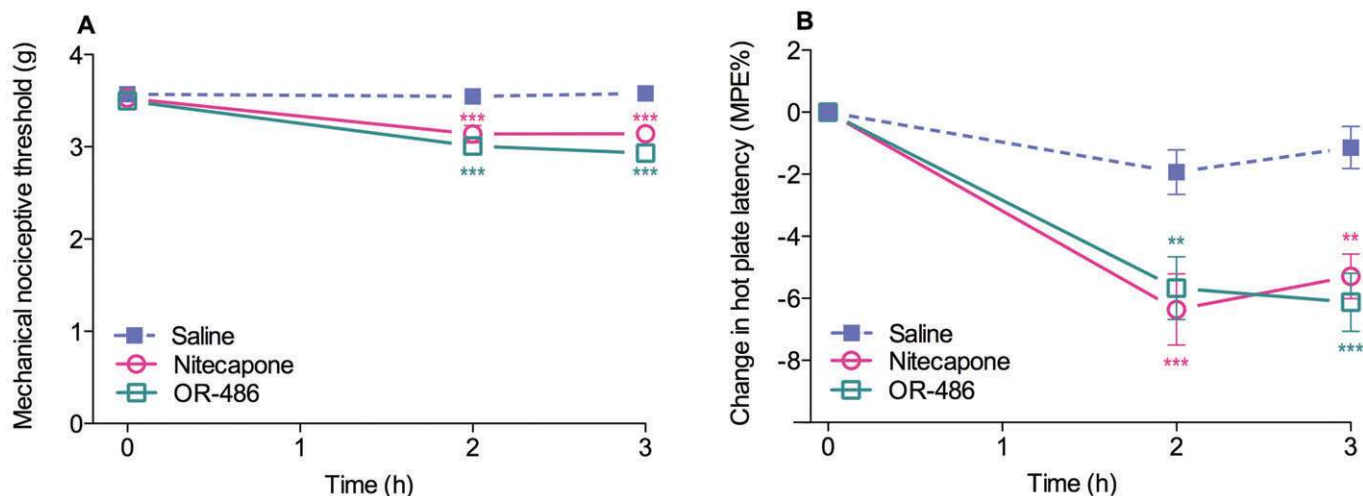 A
Mechanical nociceptive threshold (g)
4
3
2
1
0
*** ***
*** ***
Saline
Nitecapone
OR-486
0 1 2 3
Time (h)
B
Change in hot plate latency (MPE%)
2
0
-2
-4
-6
-8
** **
*** ***
Saline
Nitecapone
OR-486
0 1 2 3
Time (h)